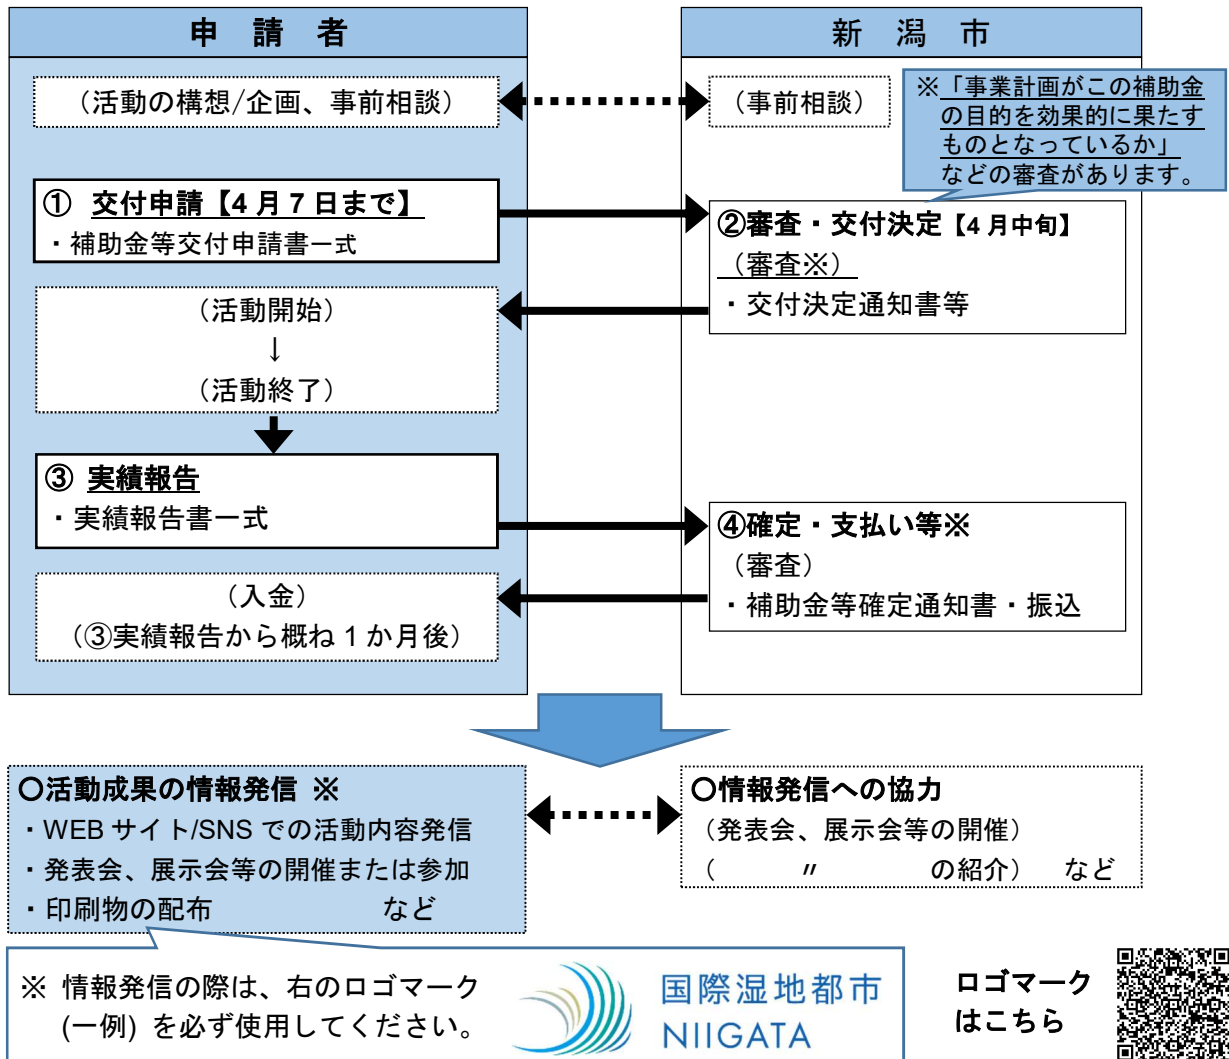 申　請　者
（活動の構想/企画、事前相談）
① 交付申請【4月7日まで】
・補助金等交付申請書一式
（活動開始）
↓
（活動終了）
③ 実績報告
・実績報告書一式
（入金）
（③実績報告から概ね1か月後）
新　潟　市
（事前相談）
※「事業計画がこの補助金
の目的を効果的に果たす
ものとなっているか」
などの審査があります。
②審査・交付決定【4月中旬】
（審査※）
・交付決定通知書等
④確定・支払い等※
（審査）
・補助金等確定通知書・振込
〇活動成果の情報発信 ※
・WEBサイト/SNSでの活動内容発信
・発表会、展示会等の開催または参加
・印刷物の配布　　　　　　　など
〇情報発信への協力
（発表会、展示会等の開催）
（　　　〃　　　　の紹介）　など
※ 情報発信の際は、右のロゴマーク
(一例) を必ず使用してください。
国際湿地都市
NIIGATA
ロゴマーク
はこちら